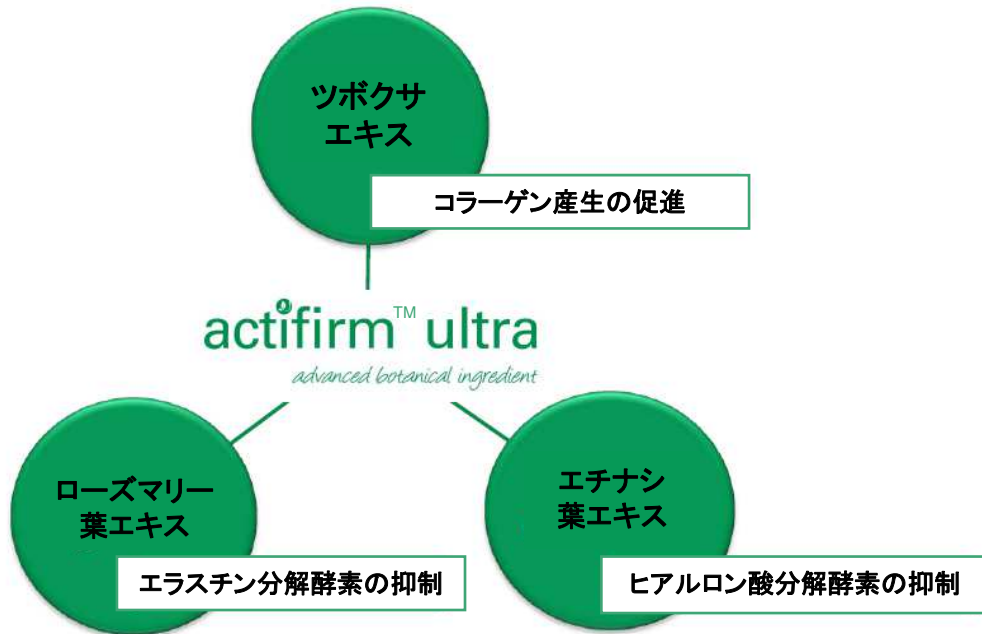 ツボクサ
エキス
コラーゲン産生の促進
actifirm™ ultra
advanced botanical ingredient
ローズマリー
葉エキス
エラスチン分解酵素の抑制
エチナシ
葉エキス
ヒアルロン酸分解酵素の抑制